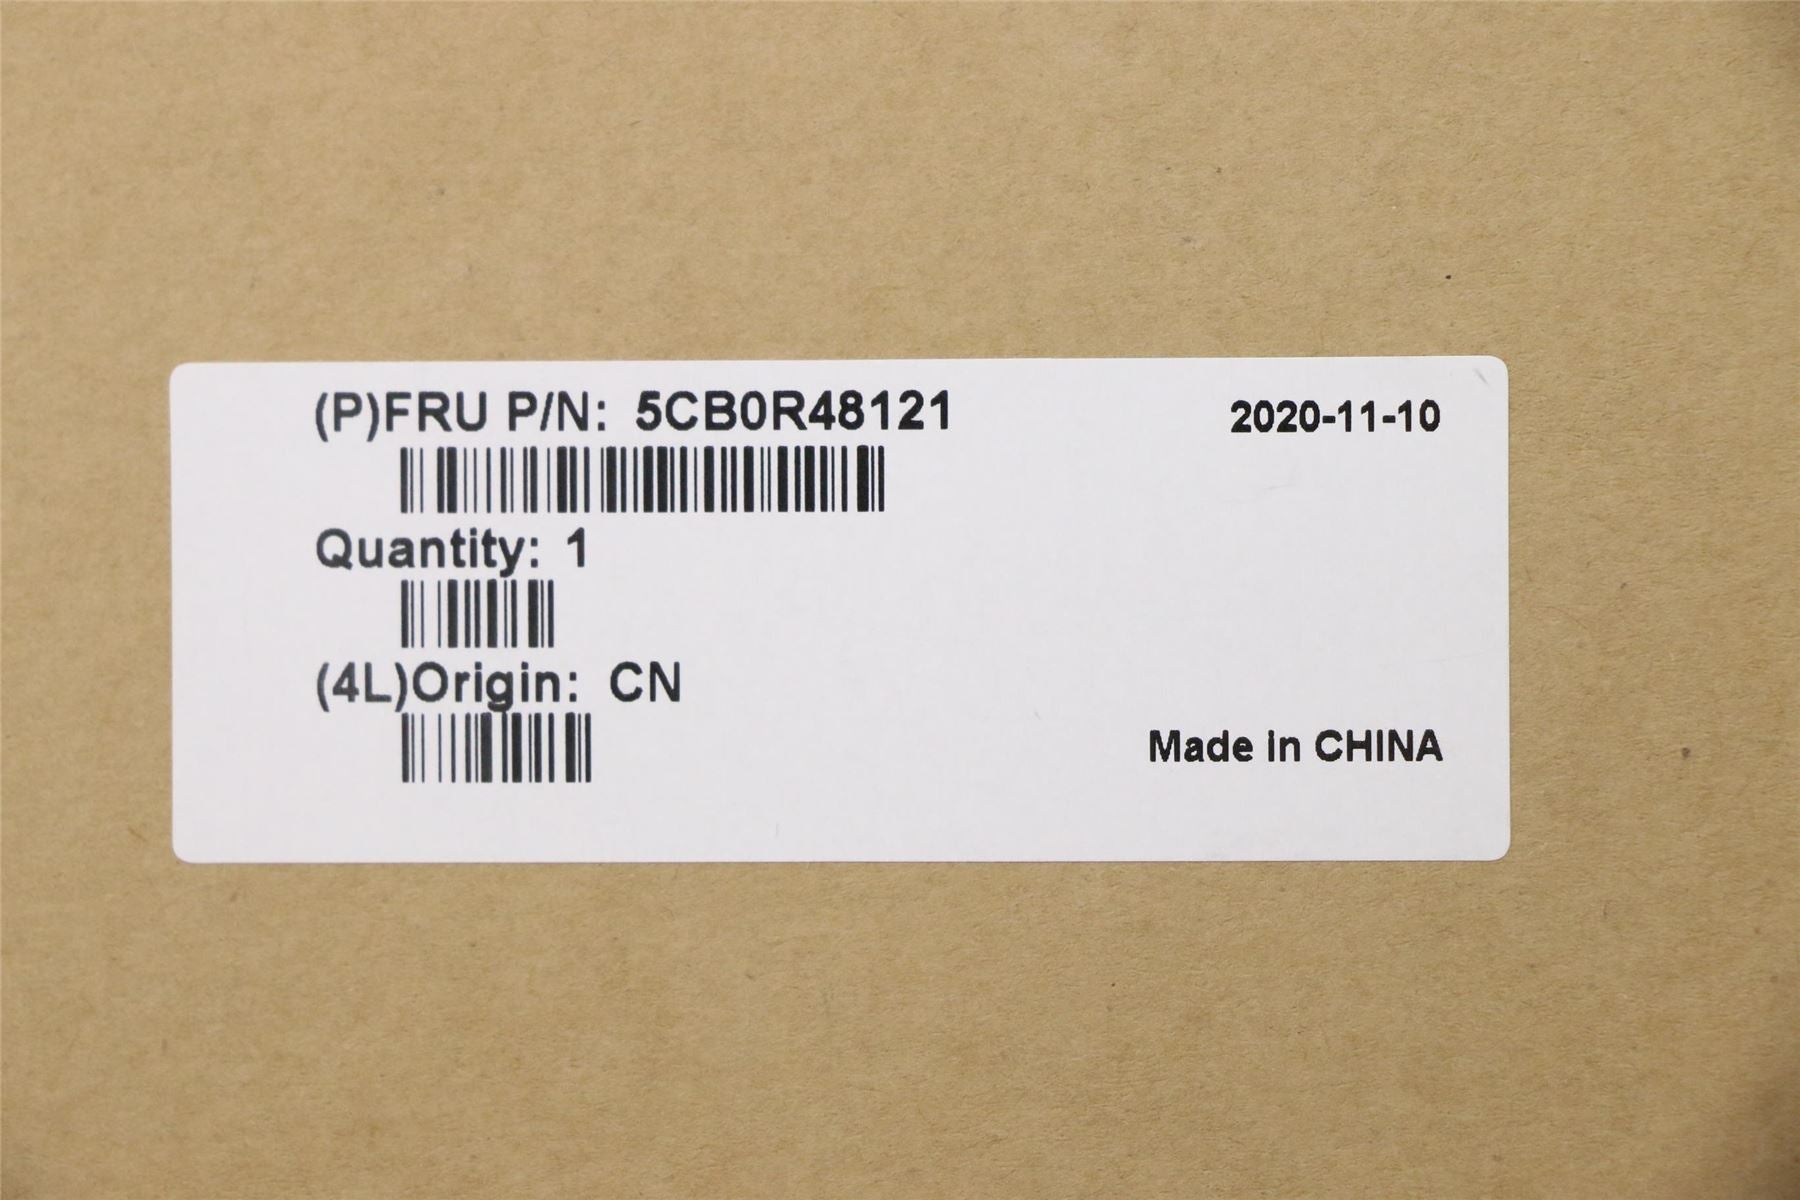 (P)FRU P/N: 5CB0R48121
2020-11-10
Quantity: 1
(4L)Origin: CN
Made in CHINA